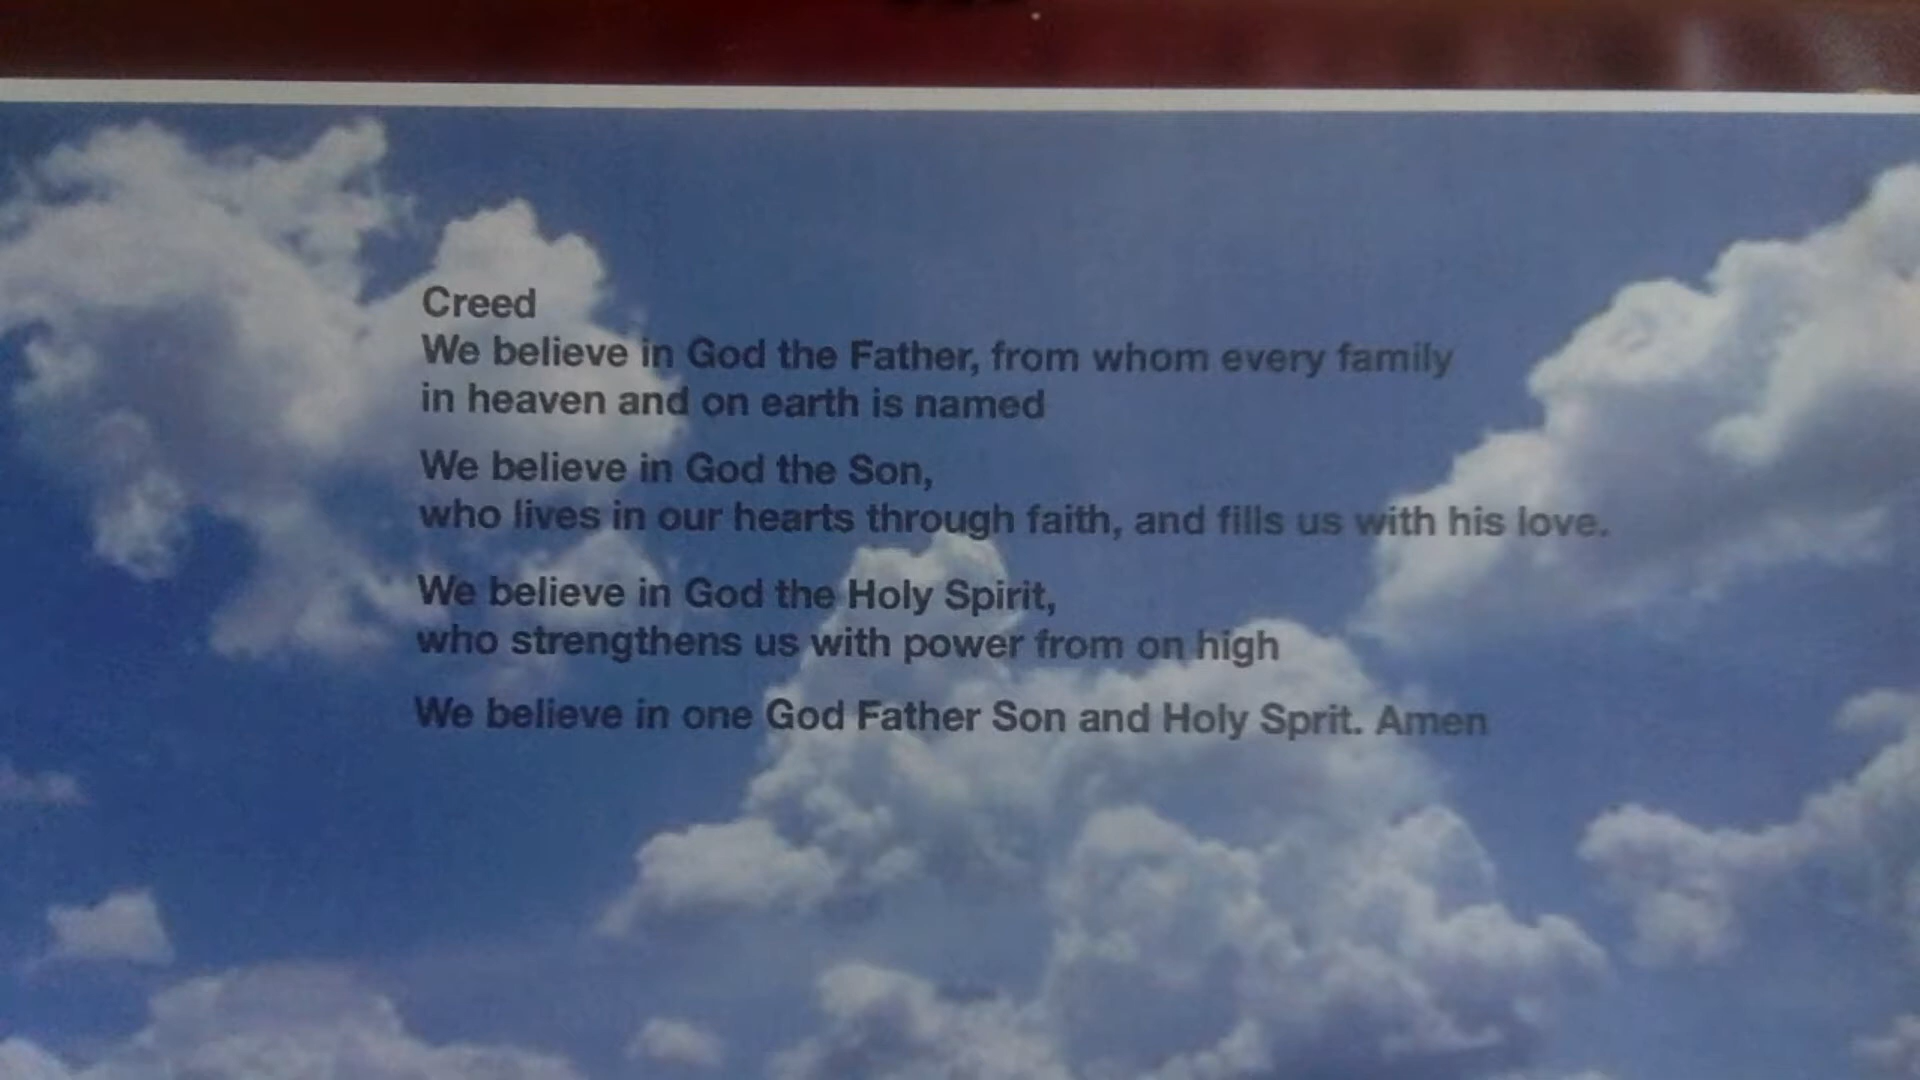 Creed
We believe in God the Father, from whom every family
in heaven and on earth is named
We believe in God the Son,
who lives in our hearts through faith, and fills us with his love.
We believe in God the Holy Spirit,
who strengthens us with power from on high
We believe in one God Father Son and Holy Sprit. Amen